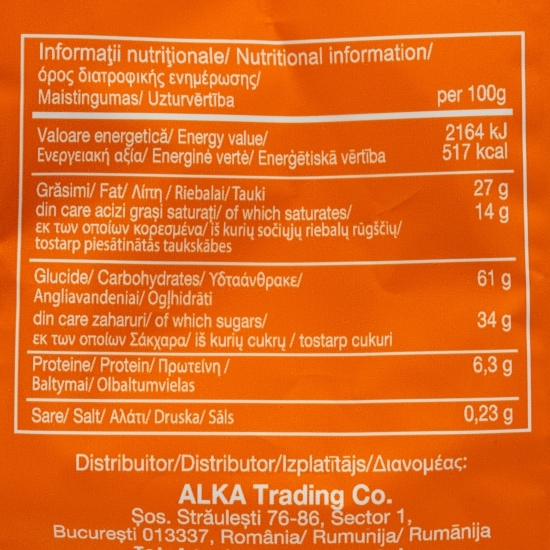 Informaţii nutriţionale/ Nutritional information/
όρος διατροφικής ενημέρωσης/
Maistingumas/ Uzturvērtība
per 100g
Valoare energetică/ Energy value/
2164 kJ
Ενεργειακή αξία/ Energinė vertė/ Enerģētiskā vērtība
517 kcal
Grăsimi/ Fat/ Λίπη / Riebalai/ Tauki
27 g
din care acizi graşi saturaţi/ of which saturates/
14 g
εκ των οποίων κορεσμένα/ iš kurių sočiųjų riebalų rūgščių/
tostarp piesātinātās taukskābes
Glucide/ Carbohydrates/ Υδταάνθρακε/
61 g
Angliavandeniai/ Ogļhidrāti
din care zaharuri/ of which sugars/
34 g
εκ των οποίων Σάκχαρα/ iš kurių cukrų / tostarp cukuri
Proteine/ Protein/ Πρωτεΐνη /
6,3 g
Baltymai/ Olbaltumvielas
Sare/ Salt/ Αλάτι/ Druska/ Sāls
0,23 g
Distribuitor/Distributor/Izplatītājs/Διανομέας:
ALKA Trading Co.
Şos. Străuleşti 76-86, Sector 1,
Bucureşti 013337, România/ Rumunija/ Rumānija